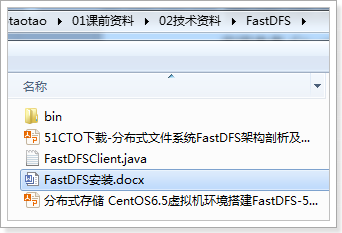 taotao ▸ 01课前资料 ▸ 02技术资料 ▸ FastDFS ▸
名称
bin
51CTO下载-分布式文件系统FastDFS架构剖析及...
FastDFSClient.java
FastDFS安装.docx
分布式存储 CentOS6.5虚拟机环境搭建FastDFS-5...